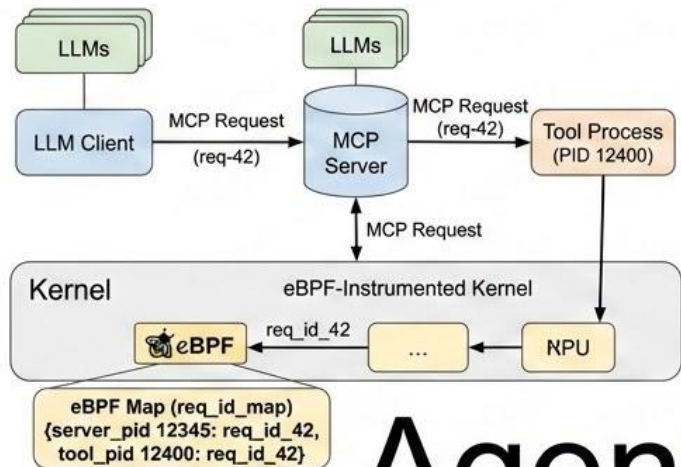 LLMs
LLMs
LLM Client
MCP Request
(req-42)
MCP
Server
MCP Request
(req-42)
Tool Process
(PID 12400)
MCP Request
Kernel
eBPF-Instrumented Kernel
eBPF
req_id_42
...
NPU
eBPF Map (req_id_map)
{server_pid 12345: req_id_42,
tool_pid 12400: req_id_42}